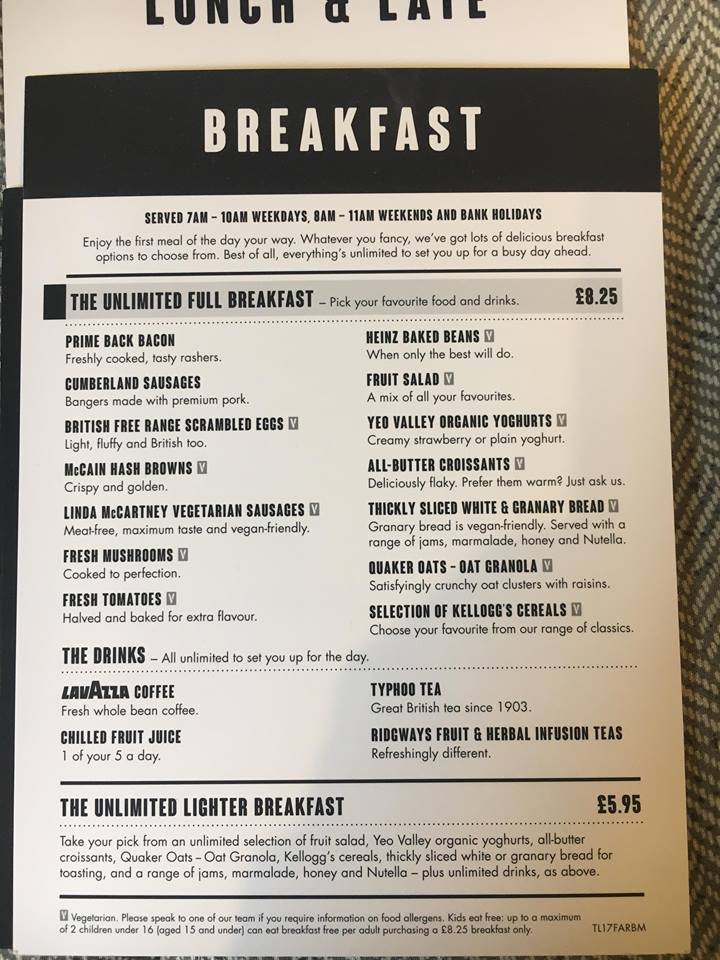 LUNCH & LATE
BREAKFAST
SERVED 7AM – 10AM WEEKDAYS, 8AM – 11AM WEEKENDS AND BANK HOLIDAYS
Enjoy the first meal of the day your way. Whatever you fancy, we've got lots of delicious breakfast
options to choose from. Best of all, everything's unlimited to set you up for a busy day ahead.
THE UNLIMITED FULL BREAKFAST – Pick your favourite food and drinks. £8.25
PRIME BACK BACON
Freshly cooked, tasty rashers.
CUMBERLAND SAUSAGES
Bangers made with premium pork.
BRITISH FREE RANGE SCRAMBLED EGGS V
Light, fluffy and British too.
McCAIN HASH BROWNS V
Crispy and golden.
LINDA McCARTNEY VEGETARIAN SAUSAGES V
Meat-free, maximum taste and vegan-friendly.
FRESH MUSHROOMS V
Cooked to perfection.
FRESH TOMATOES V
Halved and baked for extra flavour.
HEINZ BAKED BEANS V
When only the best will do.
FRUIT SALAD V
A mix of all your favourites.
YEO VALLEY ORGANIC YOGHURTS V
Creamy strawberry or plain yoghurt.
ALL-BUTTER CROISSANTS V
Deliciously flaky. Prefer them warm? Just ask us.
THICKLY SLICED WHITE & GRANARY BREAD V
Granary bread is vegan-friendly. Served with a
range of jams, marmalade, honey and Nutella.
QUAKER OATS – OAT GRANOLA V
Satisfyingly crunchy oat clusters with raisins.
SELECTION OF KELLOGG'S CEREALS V
Choose your favourite from our range of classics.
THE DRINKS – All unlimited to set you up for the day.
LAVAZZA COFFEE
Fresh whole bean coffee.
CHILLED FRUIT JUICE
1 of your 5 a day.
TYPHOO TEA
Great British tea since 1903.
RIDGWAYS FRUIT & HERBAL INFUSION TEAS
Refreshingly different.
THE UNLIMITED LIGHTER BREAKFAST £5.95
Take your pick from an unlimited selection of fruit salad, Yeo Valley organic yoghurts, all-butter
croissants, Quaker Oats – Oat Granola, Kellogg's cereals, thickly sliced white or granary bread for
toasting, and a range of jams, marmalade, honey and Nutella – plus unlimited drinks, as above.
V Vegetarian. Please speak to one of our team if you require information on food allergens. Kids eat free: up to a maximum
of 2 children under 16 (aged 15 and under) can eat breakfast free per adult purchasing a £8.25 breakfast only.
TL17FARBM